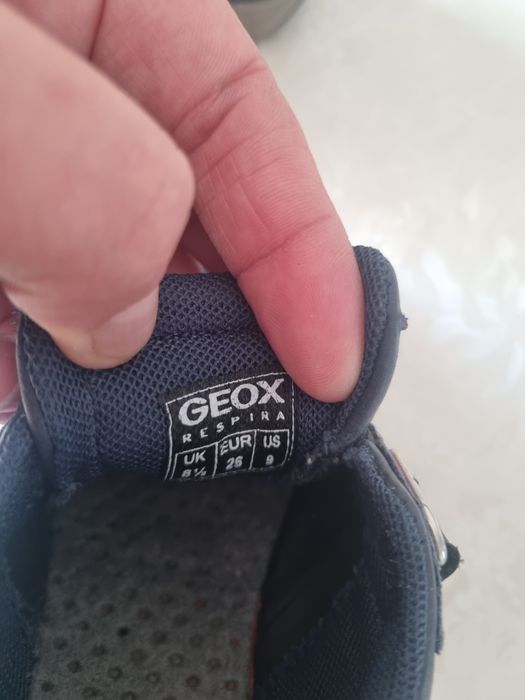 GEOX
RESPIRA
UK EUR US
8½ 26 9